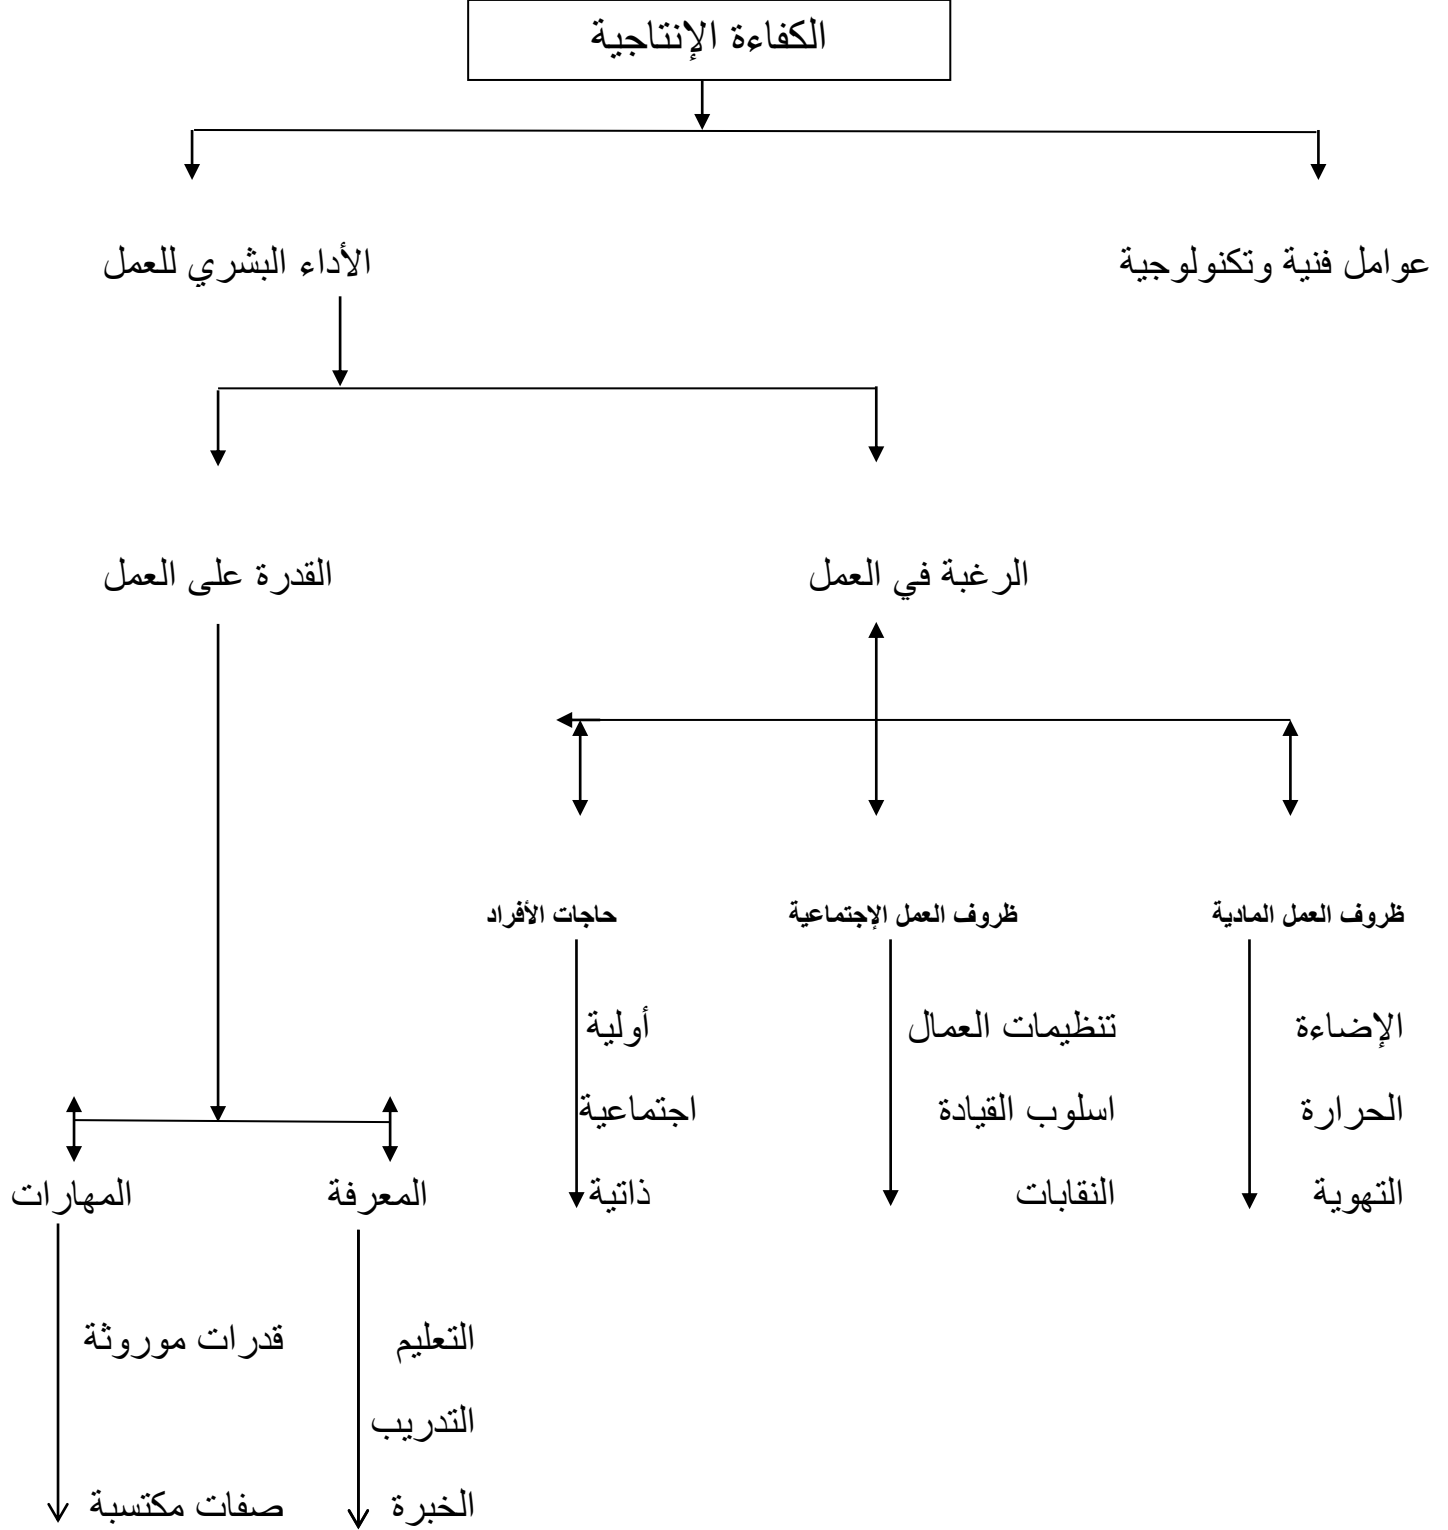 الكفاءة الإنتاجية
عوامل فنية وتكنولوجية
الأداء البشري للعمل
الرغبة في العمل
القدرة على العمل
ظروف العمل المادية
ظروف العمل الإجتماعية
حاجات الأفراد
الإضاءة
تنظيمات العمال
أولية
الحرارة
اسلوب القيادة
اجتماعية
التهوية
النقابات
ذاتية
المعرفة
المهارات
التعليم
قدرات موروثة
التدريب
الخبرة
صفات مكتسبة